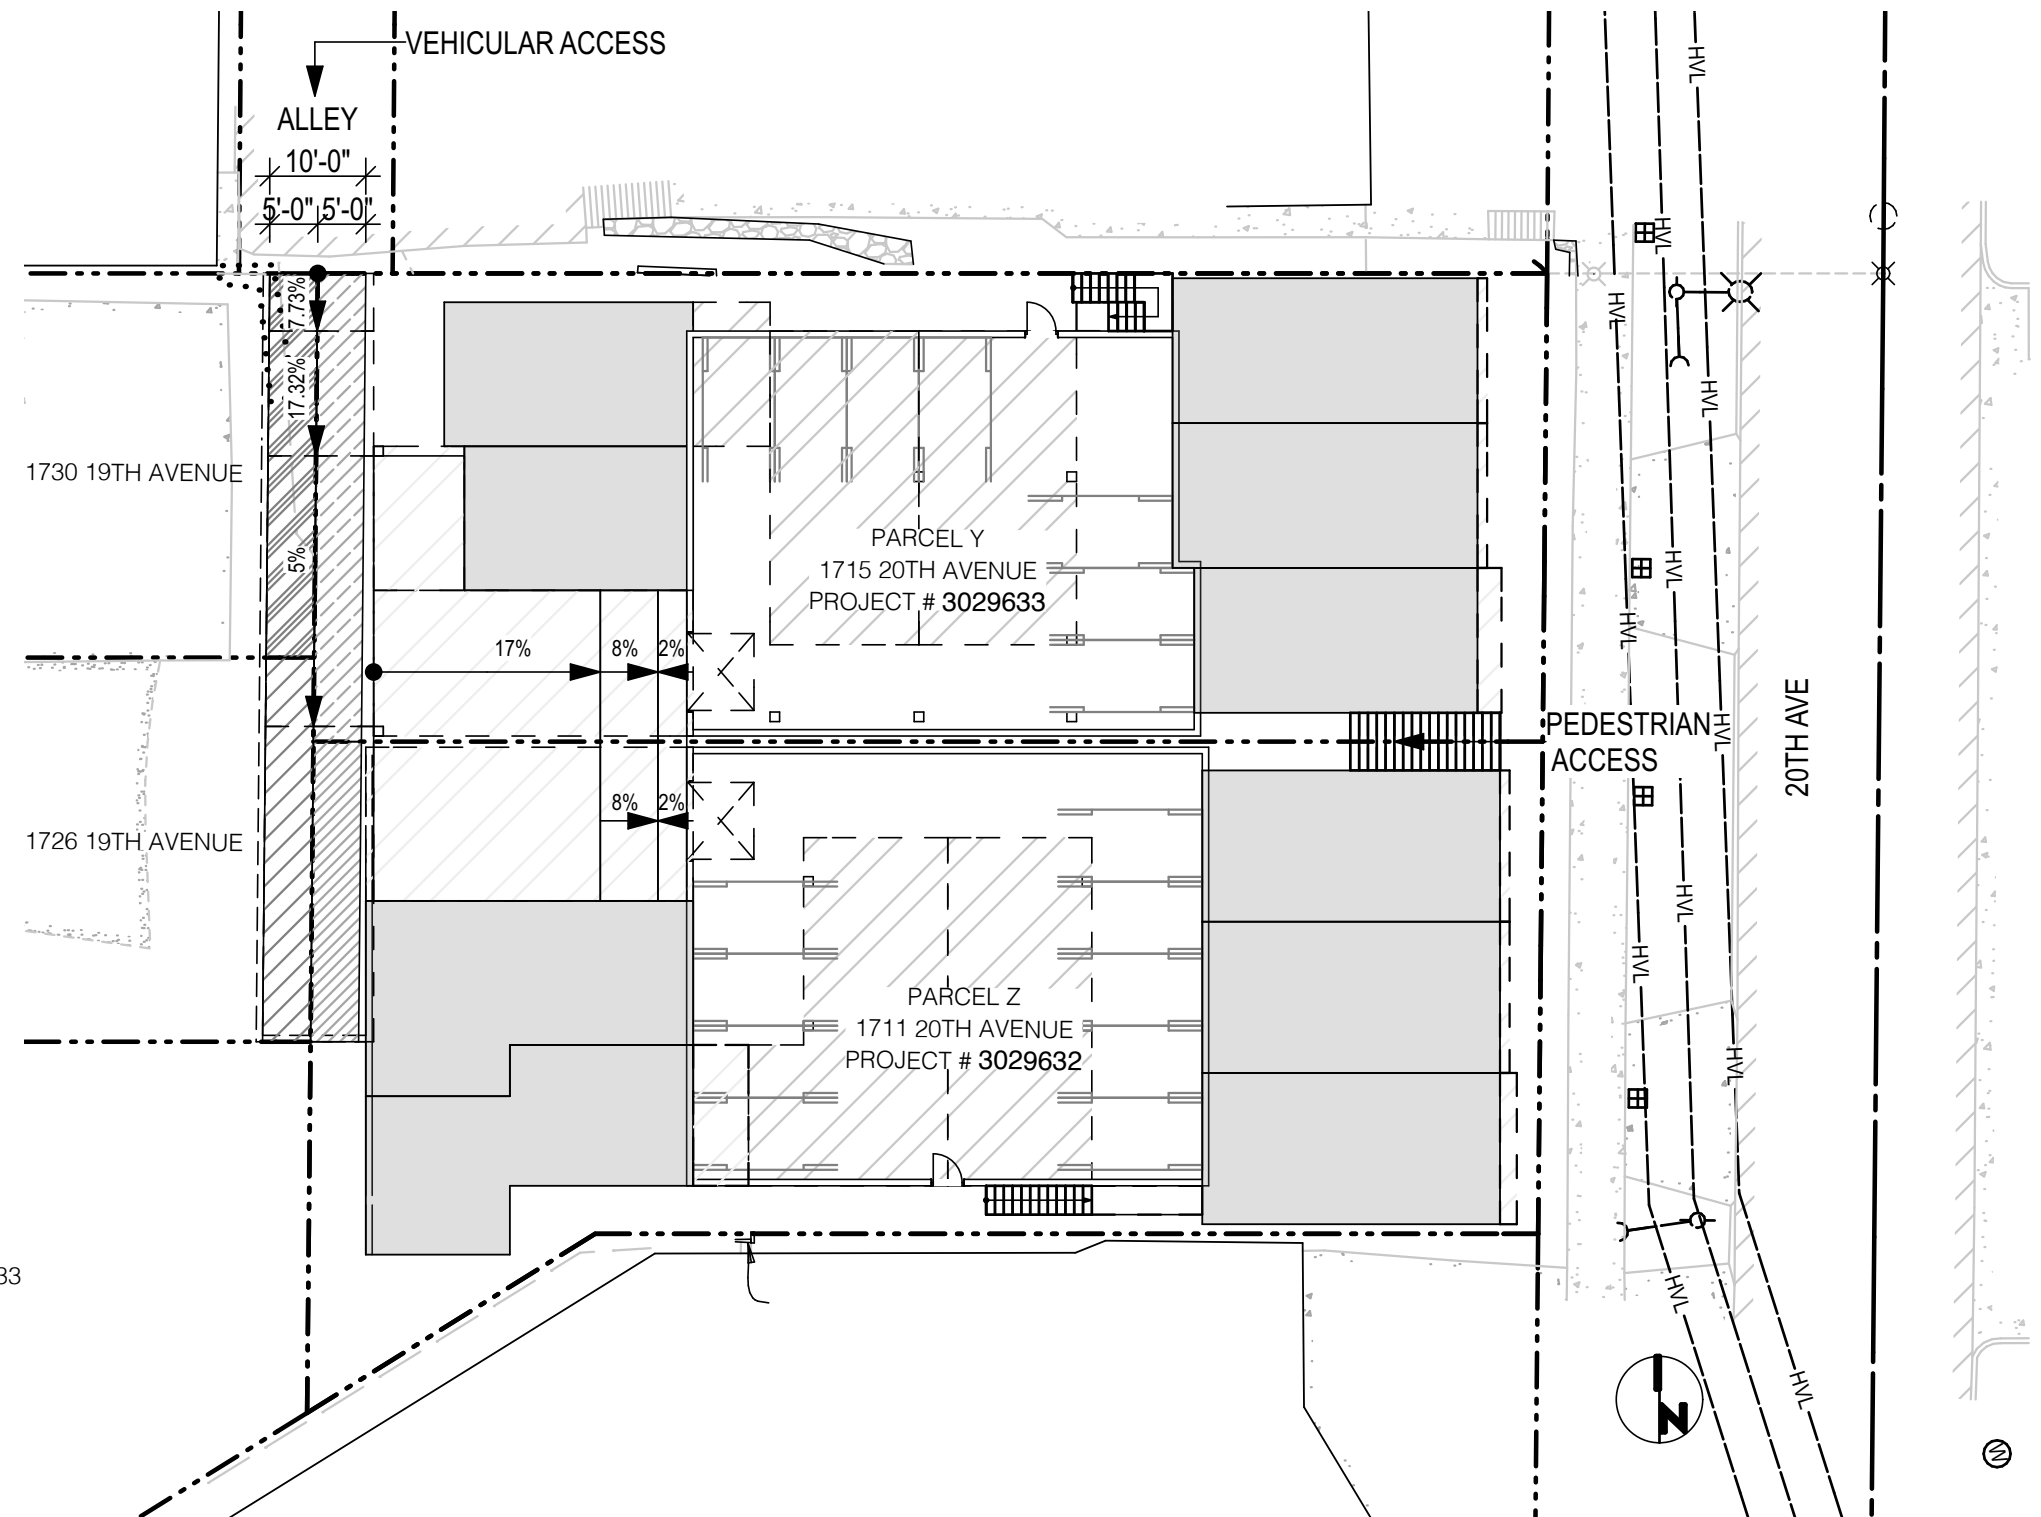 VEHICULAR ACCESS
ALLEY
10'-0"
5'-0" 5'-0"
7.73%
17.32%
5%
1730 19TH AVENUE
1726 19TH AVENUE
17%
8%
2%
8%
2%
PARCEL Y
1715 20TH AVENUE
PROJECT # 3029633
PARCEL Z
1711 20TH AVENUE
PROJECT # 3029632
PEDESTRIAN
ACCESS
20TH AVE
HVL
HVL
HVL
HVL
HVL
HVL
HVL
HVL
HVL
HVL
HVL
HVL
33
N
W